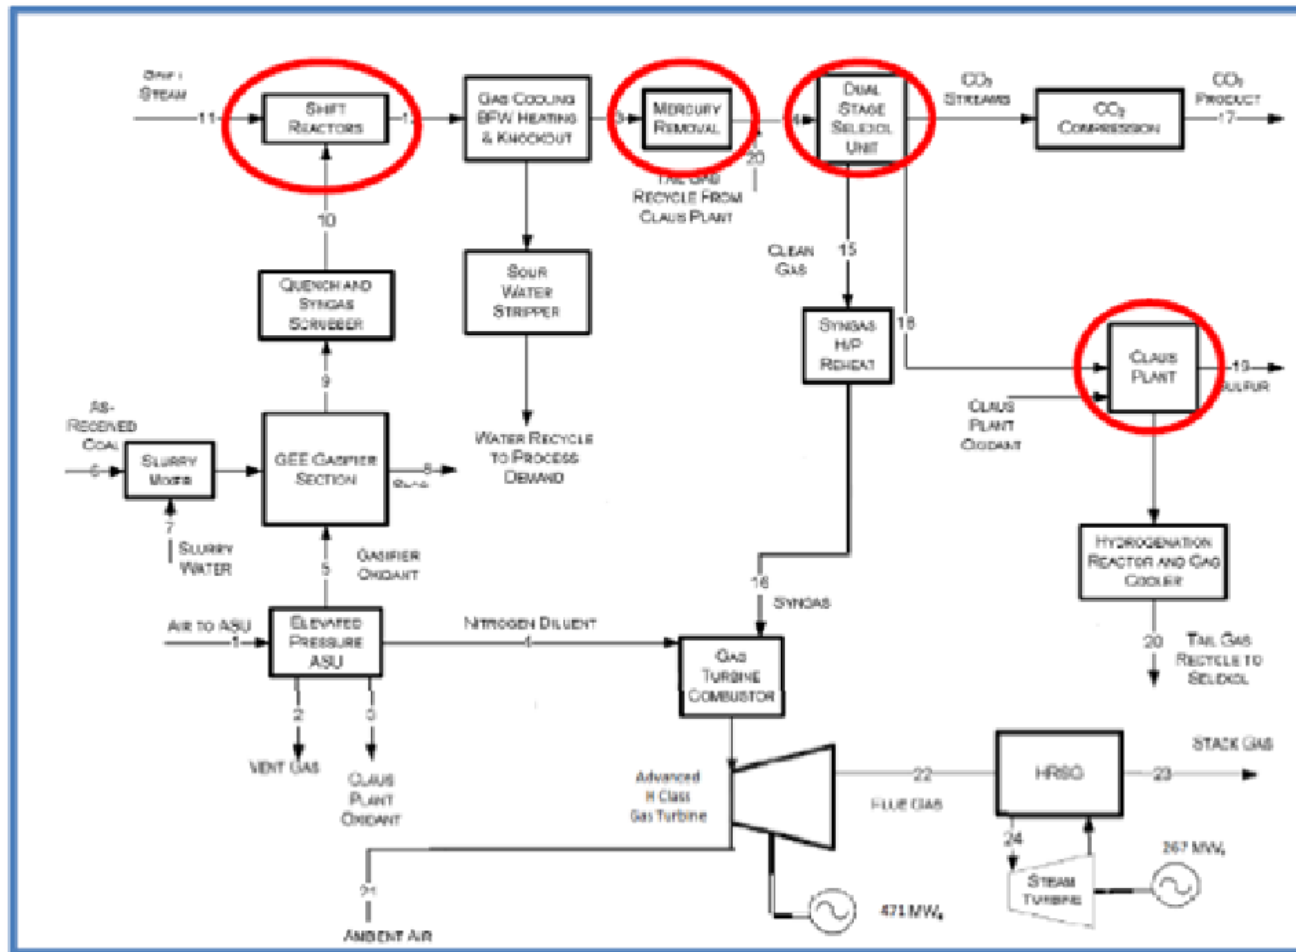 STEAM
11
SHIFT
REACTORS
GAS COOLING
BFW HEATING
& KNOCKOUT
MERCURY
REMOVAL
DUAL
STAGE
SELEXOL
UNIT
CO₂
STREAMS
CO₂
COMPRESSION
CO₂
PRODUCT
17
20
TAIL GAS
RECYCLE FROM
CLAUS PLANT
10
CLEAN
GAS
15
QUENCH AND
SYNGAS
SCRUBBER
SOUR
WATER
STRIPPER
SYNGAS
H/P
REHEAT
18
CLAUS
PLANT
19
CLAUS
PLANT
OXIDANT
9
AS-
RECEIVED
COAL
SLURRY
MIXER
GEE GASIFIER
SECTION
8
WATER RECYCLE
TO PROCESS
DEMAND
7
SLURRY
WATER
5
GASIFIER
OXIDANT
HYDROGENATION
REACTOR AND GAS
COOLER
16
SYNGAS
AIR TO ASU
1
ELEVATED
PRESSURE
ASU
NITROGEN DILUENT
GAS
TURBINE
COMBUSTOR
20
TAIL GAS
RECYCLE TO
SELEXOL
2
VENT GAS
CLAUS
PLANT
OXIDANT
Advanced
H Class
Gas Turbine
22
FLUE GAS
HRSG
STACK GAS
23
24
STEAM
TURBINE
267 MWₑ
471 MWₑ
21
AMBIENT AIR